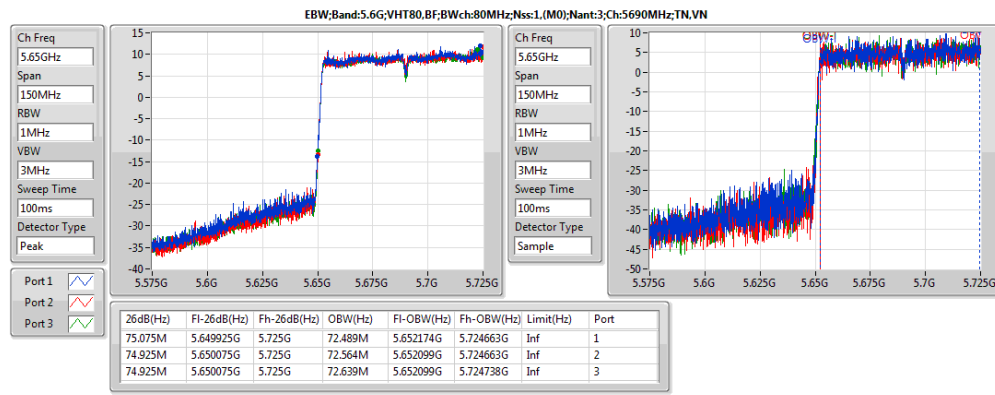 EBW;Band:5.6G;VHT80,BF;BWch:80MHz;Nss:1,(M0);Nant:3;Ch:5690MHz;TN,VN
Ch Freq
5.65GHz
Span
150MHz
RBW
1MHz
VBW
3MHz
Sweep Time
100ms
Detector Type
Peak
15
10
5
0
-5
-10
-15
-20
-25
-30
-35
-40
5.575G 5.6G 5.625G 5.65G 5.675G 5.7G 5.725G
Ch Freq
5.65GHz
Span
150MHz
RBW
1MHz
VBW
3MHz
Sweep Time
100ms
Detector Type
Sample
10
5
0
-5
-10
-15
-20
-25
-30
-35
-40
-45
-50
5.575G 5.6G 5.625G 5.65G 5.675G 5.7G 5.725G
Port 1
Port 2
Port 3
26dB(Hz) Fl-26dB(Hz) Fh-26dB(Hz) OBW(Hz) Fl-OBW(Hz) Fh-OBW(Hz) Limit(Hz) Port
75.075M 5.649925G 5.725G 72.489M 5.652174G 5.724663G Inf 1
74.925M 5.650075G 5.725G 72.564M 5.652099G 5.724663G Inf 2
74.925M 5.650075G 5.725G 72.639M 5.652099G 5.724738G Inf 3